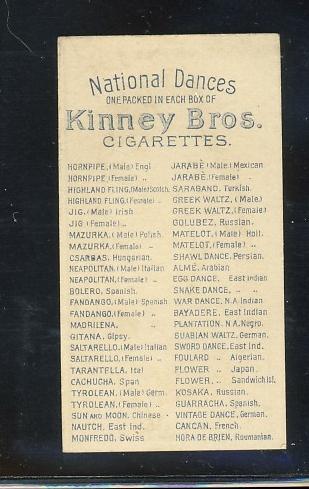 National Dances
ONE PACKED IN EACH BOX OF
Kinney Bros.
CIGARETTES.
HORNPIPE, (Male) Engl
HORNPIPE (Female) ..
HIGHLAND FLING, (Male) Scotch.
HIGHLAND FLING, (Female) ..
JIG, (Male) Irish
JIG (Female) ..
MAZURKA, (Male) Polish.
MAZURKA, (Female) ..
CSARBAS, Hungarian.
NEAPOLITAN, (Male) Italian
NEAPOLITAN, (Female) ..
BOLERO, Spanish.
FANDANGO, (Male) Spanish
FANDANGO. (Female) ..
MADRILENA. ..
GITANA, Gipsy.
SALTARELLO, (Male) Italian
SALTARELLO, (Female) ..
TARANTELLA, Ital
CACHUCHA, Span
TYROLEAN, (Male) Germ.
TYROLEAN, (Female) ..
SUN AND MOON, Chinese
NAUTCH, East Ind.
MONFREDO, Swiss
JARABÈ (Male) Mexican
JARABÈ, (Female) ..
SARABAND, Turkish.
GREEK WALTZ, (Male)
GREEK WALTZ, (Female)
GOLUBEZ, Russian.
MATELOT, (Male) Holl.
MATELOT, (Female) ..
SHAWL DANCE, Persian.
ALMÉ, Arabian
EGG DANCE, East Indian
SNAKE DANCE, .. ..
WAR DANCE, N.A. Indian
BAYADERE, East Indian
PLANTATION, N.A. Negro.
SUABIAN WALTZ, German.
SWORD DANCE, East Ind.
FOULARD .. Algerian.
FLOWER .. Japan.
FLOWER, .. Sandwich Isl.
KOSAKA, Russian.
GUARRACHA, Spanish.
VINTAGE DANCE, German.
CANCAN, French.
HORA DE BRIEN, Roumanian.